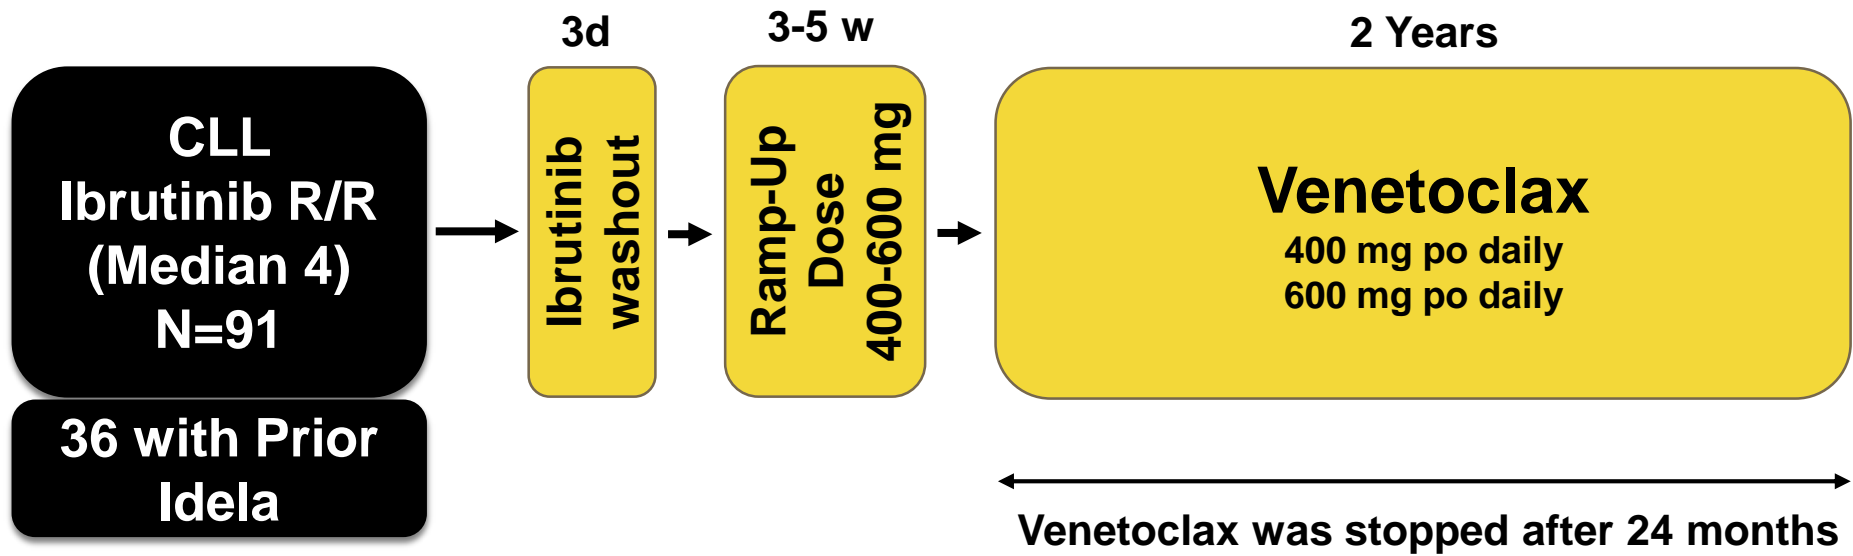 CLL
Ibrutinib R/R
(Median 4)
N=91
36 with Prior
Idela
3d
Ibrutinib
washout
3-5 w
Ramp-Up
Dose
400-600 mg
2 Years
Venetoclax
400 mg po daily
600 mg po daily
Venetoclax was stopped after 24 months